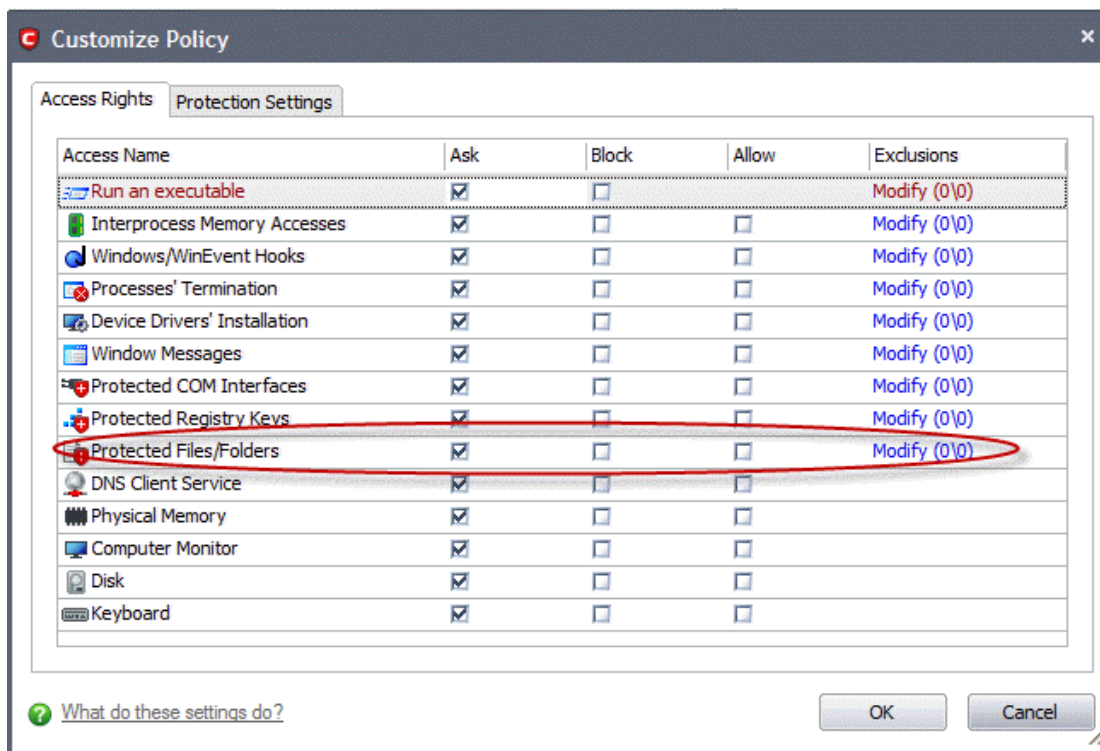 Customize Policy
Access Rights Protection Settings
Access Name Ask Block Allow Exclusions
Run an executable Modify (0\0)
Interprocess Memory Accesses Modify (0\0)
Windows/WinEvent Hooks Modify (0\0)
Processes' Termination Modify (0\0)
Device Drivers' Installation Modify (0\0)
Window Messages Modify (0\0)
Protected COM Interfaces Modify (0\0)
Protected Registry Keys Modify (0\0)
Protected Files/Folders Modify (0\0)
DNS Client Service
Physical Memory
Computer Monitor
Disk
Keyboard
What do these settings do?
OK Cancel